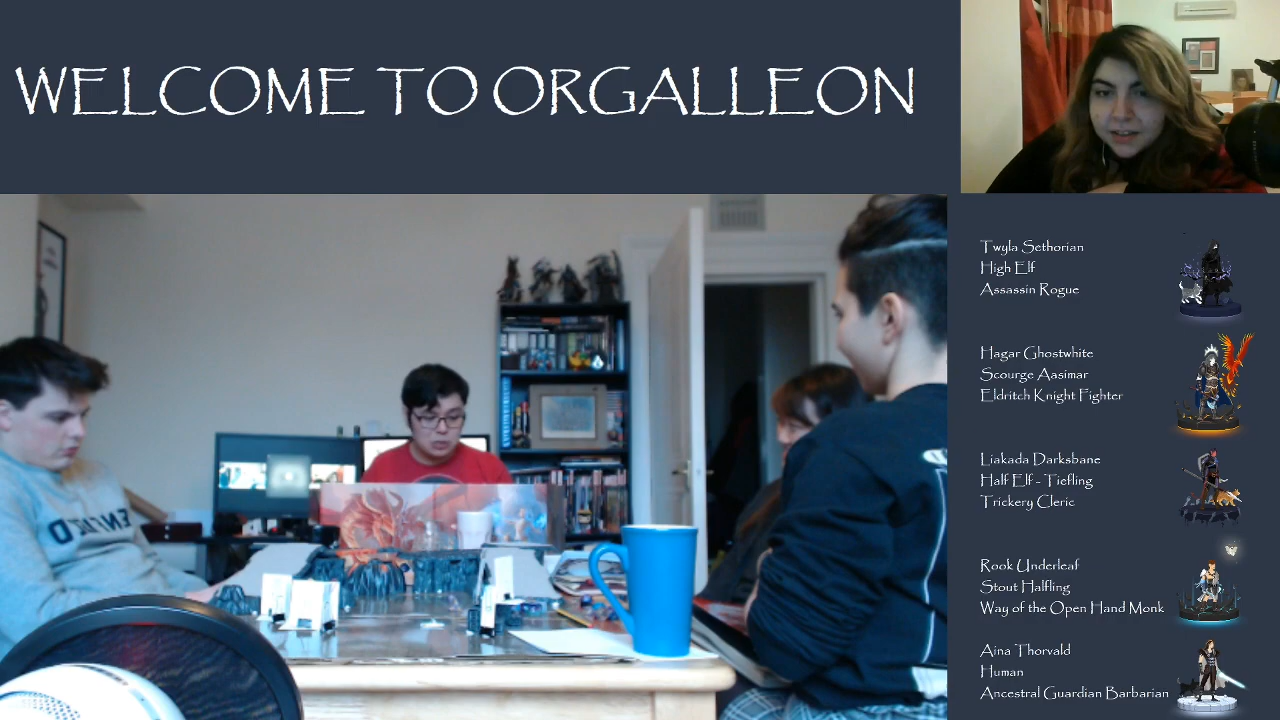 WELCOME TO ORGALLEON
Twyla Sethorian
High Elf
Assassin Rogue
Hagar Ghostwhite
Scourge Aasimar
Eldritch Knight Fighter
Liakada Darksbane
Half Elf - Tiefling
Trickery Cleric
Rook Underleaf
Stout Halfling
Way of the Open Hand Monk
Aina Thorvald
Human
Ancestral Guardian Barbarian